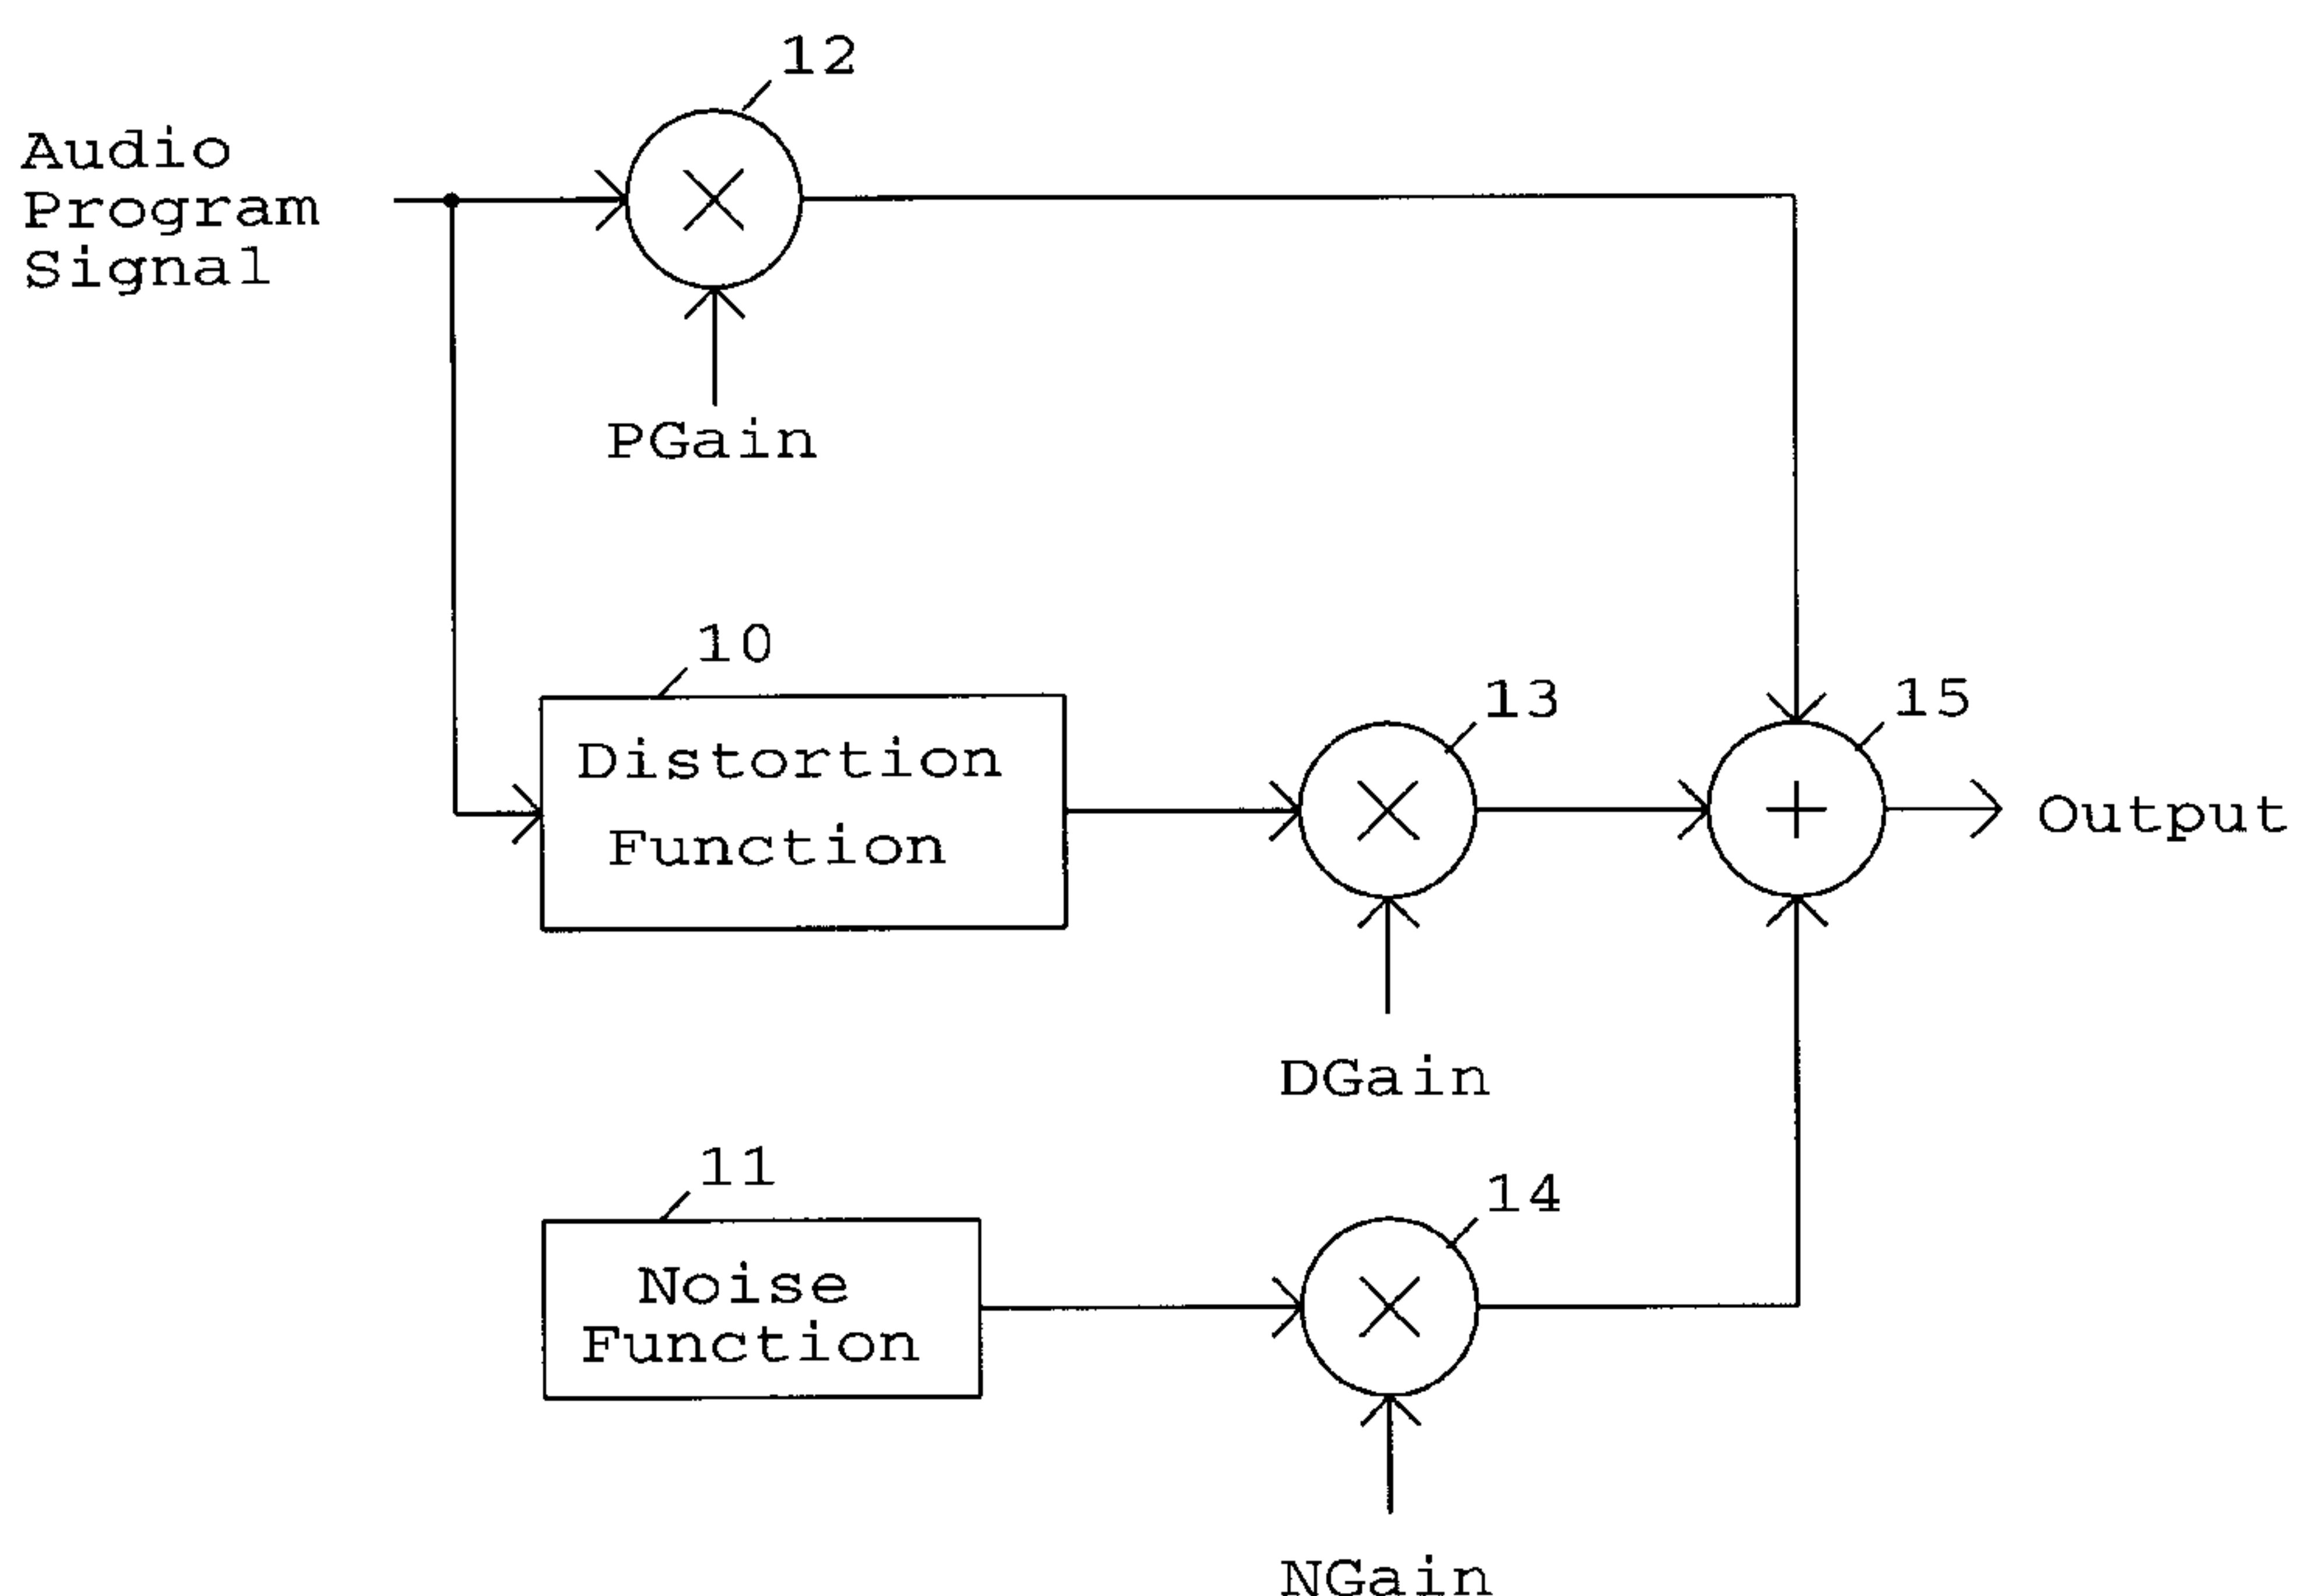 12
Audio
Program
Signal
PGain
10
Distortion
Function
13
15
Output
DGain
11
Noise
Function
14
NGain